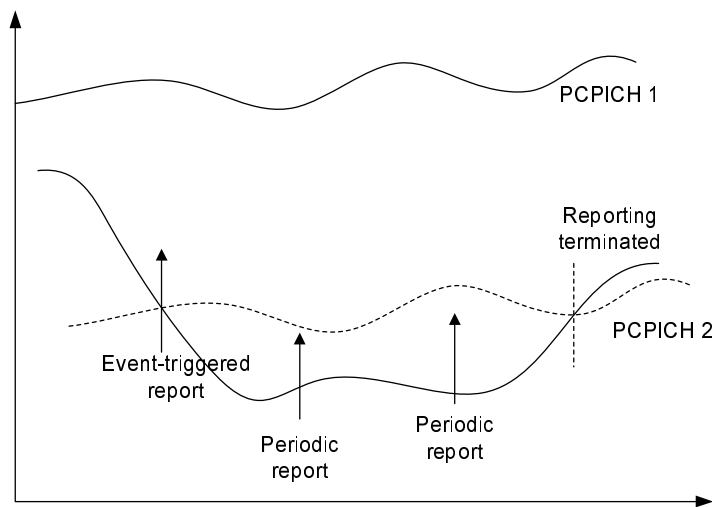 PCPICH 1
Reporting
terminated
PCPICH 2
Event-triggered
report
Periodic
report
Periodic
report